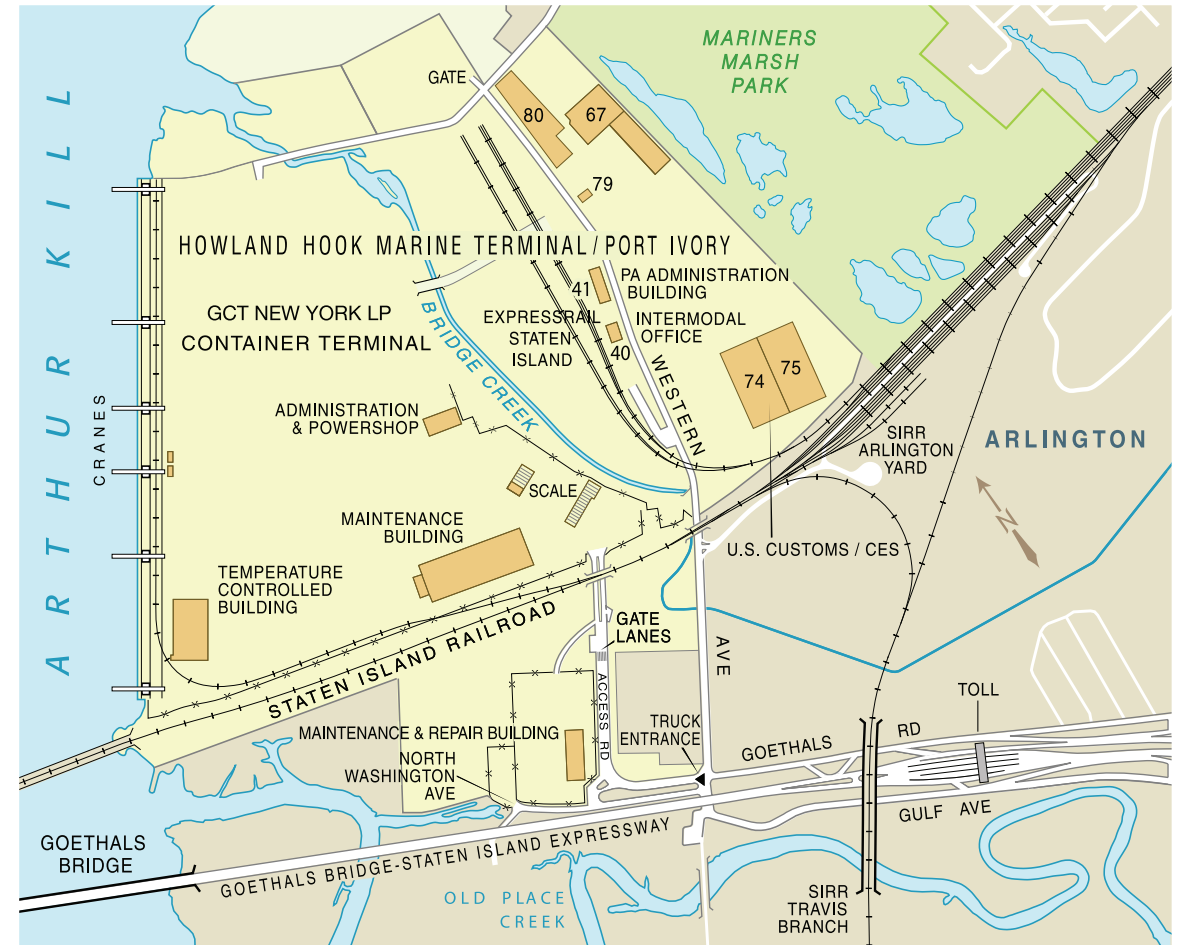 MARINERS
MARSH
PARK
GATE
80
67
79
HOWLAND HOOK MARINE TERMINAL/PORT IVORY
ARTHUR KILL
PA ADMINISTRATION
BUILDING
41
GCT NEW YORK LP
CONTAINER TERMINAL
EXPRESSRAIL
STATEN
ISLAND
INTERMODAL
OFFICE
40
BRIDGE CREEK
WESTERN
AVE
74
75
CRANES
ADMINISTRATION
& POWERSHOP
SIRR
ARLINGTON
YARD
ARLINGTON
SCALE
N
MAINTENANCE
BUILDING
U.S. CUSTOMS / CES
TEMPERATURE
CONTROLLED
BUILDING
STATEN ISLAND RAILROAD
GATE
LANES
ACCESS RD
TOLL
MAINTENANCE & REPAIR BUILDING
TRUCK
ENTRANCE
GOETHALS RD
NORTH
WASHINGTON
AVE
GULF AVE
GOETHALS
BRIDGE
GOETHALS BRIDGE-STATEN ISLAND EXPRESSWAY
OLD PLACE
CREEK
SIRR
TRAVIS
BRANCH